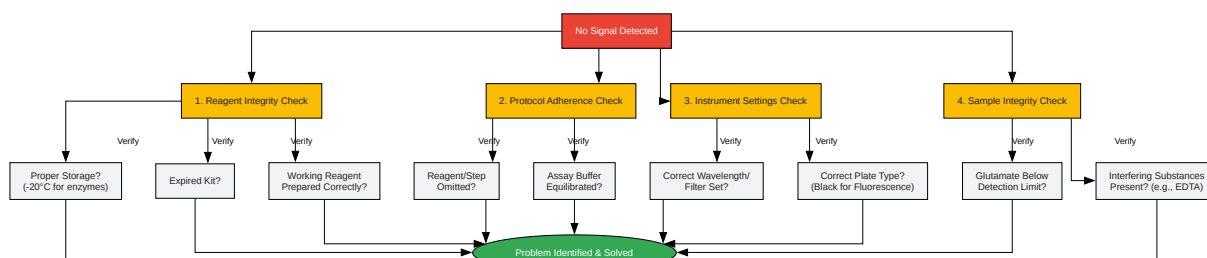 No Signal Detected
1. Reagent Integrity Check
2. Protocol Adherence Check
3. Instrument Settings Check
4. Sample Integrity Check
Verify
Verify
Verify
Verify
Verify
Verify
Verify
Verify
Verify
Proper Storage?
(-20°C for enzymes)
Expired Kit?
Working Reagent
Prepared Correctly?
Reagent/Step
Omitted?
Assay Buffer
Equilibrated?
Correct Wavelength/
Filter Set?
Correct Plate Type?
(Black for Fluorescence)
Glutamate Below
Detection Limit?
Interfering Substances
Present? (e.g., EDTA)
Problem Identified & Solved